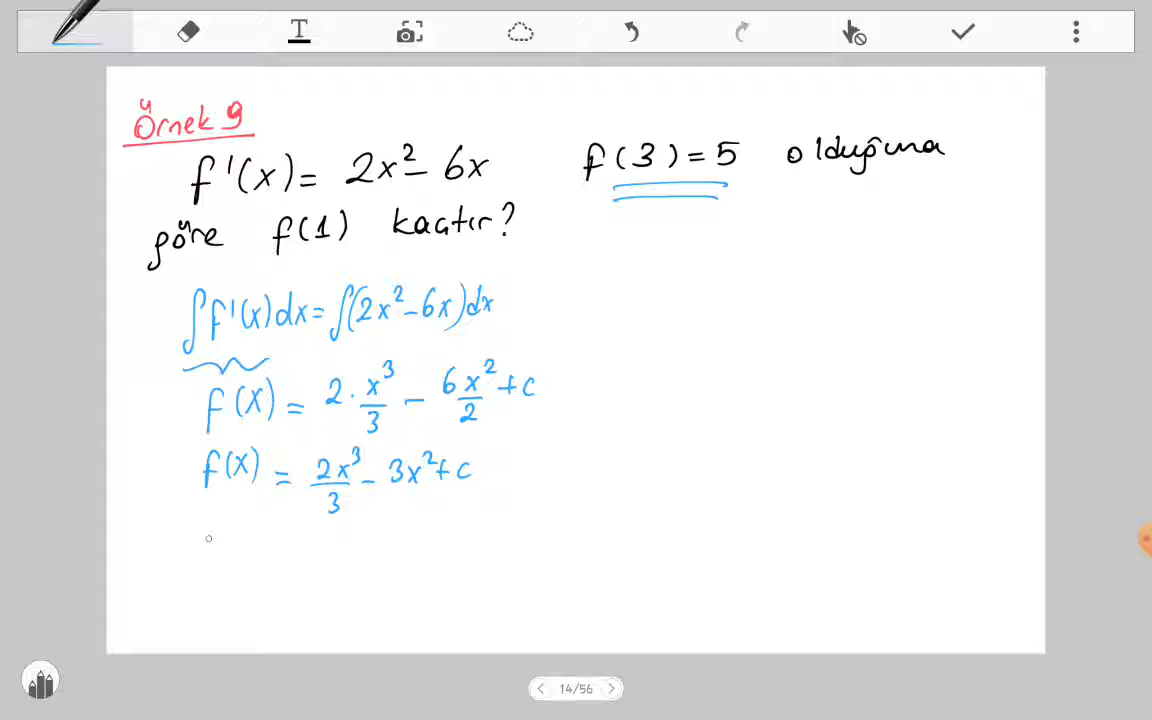 Örnek 9
f'(x) = 2x² - 6x f(3) = 5 olduğuna
göre f(1) kaçtır?
∫f'(x)dx = ∫(2x² - 6x)dx
f(x) = 2 · x³/3 - 6x²/2 + c
f(x) = 2x³/3 - 3x² + c
14/56